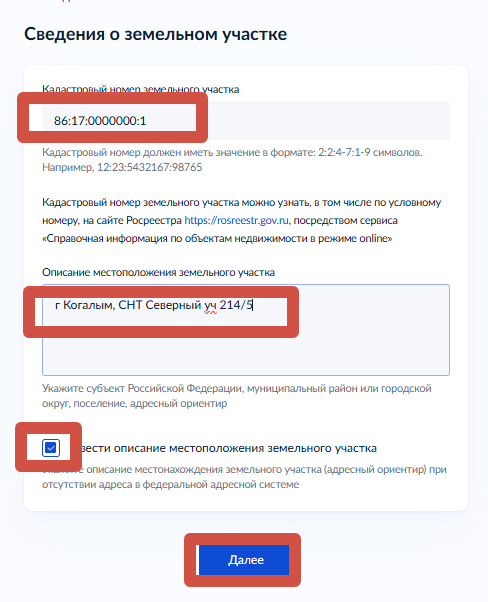 Сведения о земельном участке
Кадастровый номер земельного участка
86:17:0000000:1
Кадастровый номер должен иметь значение в формате: 2:2:4-7:1-9 символов.
Например, 12:23:5432167:98765
Кадастровый номер земельного участка можно узнать, в том числе по условному
номеру, на сайте Росреестра https://rosreestr.gov.ru, посредством сервиса
«Справочная информация по объектам недвижимости в режиме online»
Описание местоположения земельного участка
г Когалым, СНТ Северный уч 214/5
Укажите субъект Российской Федерации, муниципальный район или городской
округ, поселение, адресный ориентир
вести описание местоположения земельного участка
описание местонахождения земельного участка (адресный ориентир) при
отсутствии адреса в федеральной адресной системе
Далее